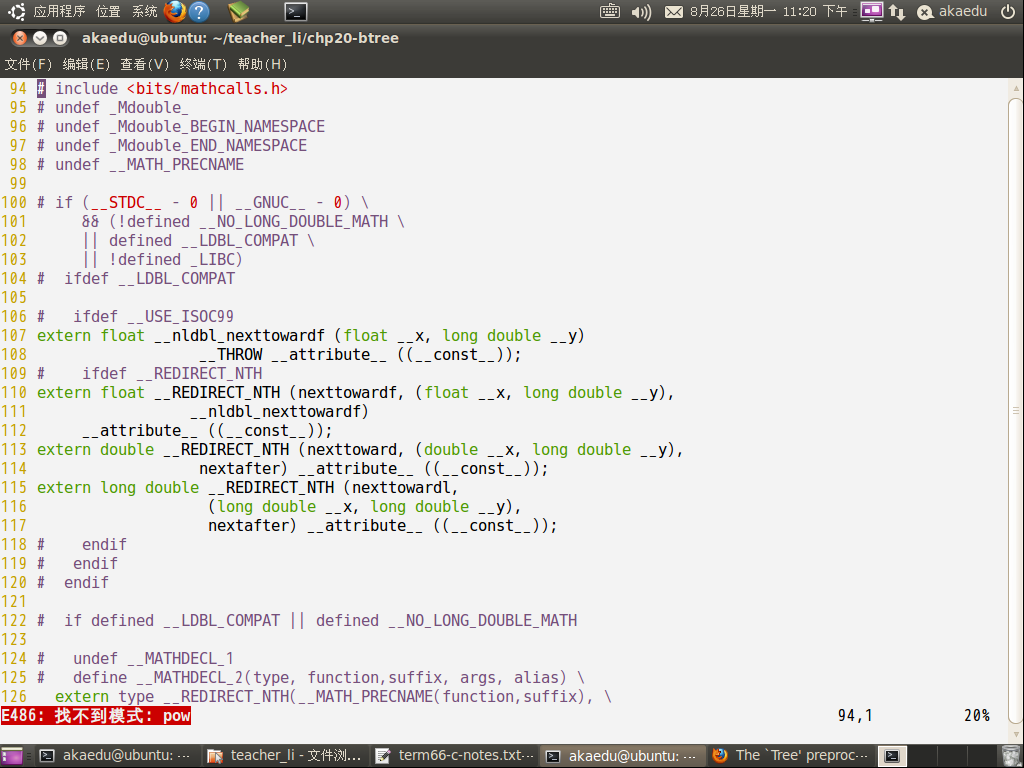 应用程序 位置 系统 8月26日星期一 11:20 下午 akaedu
akaedu@ubuntu: ~/teacher_li/chp20-btree
文件(F) 编辑(E) 查看(V) 终端(T) 帮助(H)
94 # include <bits/mathcalls.h>
95 # undef _Mdouble_
96 # undef _Mdouble_BEGIN_NAMESPACE
97 # undef _Mdouble_END_NAMESPACE
98 # undef __MATH_PRECNAME
99
100 # if (__STDC__ - 0 || __GNUC__ - 0) \
101      && (!defined __NO_LONG_DOUBLE_MATH \
102      || defined __LDBL_COMPAT \
103      || !defined _LIBC)
104 #  ifdef __LDBL_COMPAT
105
106 #   ifdef __USE_ISOC99
107 extern float __nldbl_nexttowardf (float __x, long double __y)
108                   __THROW __attribute__ ((__const__));
109 #    ifdef __REDIRECT_NTH
110 extern float __REDIRECT_NTH (nexttowardf, (float __x, long double __y),
111                  __nldbl_nexttowardf)
112      __attribute__ ((__const__));
113 extern double __REDIRECT_NTH (nexttoward, (double __x, long double __y),
114                   nextafter) __attribute__ ((__const__));
115 extern long double __REDIRECT_NTH (nexttowardl,
116                    (long double __x, long double __y),
117                    nextafter) __attribute__ ((__const__));
118 #    endif
119 #   endif
120 #  endif
121
122 #  if defined __LDBL_COMPAT || defined __NO_LONG_DOUBLE_MATH
123
124 #   undef __MATHDECL_1
125 #   define __MATHDECL_2(type, function,suffix, args, alias) \
126   extern type __REDIRECT_NTH(__MATH_PRECNAME(function,suffix), \
E486: 找不到模式: pow 94,1 20%
akaedu@ubuntu: ... teacher_li - 文件浏... term66-c-notes.txt... akaedu@ubuntu: ... The `Tree' preproc...